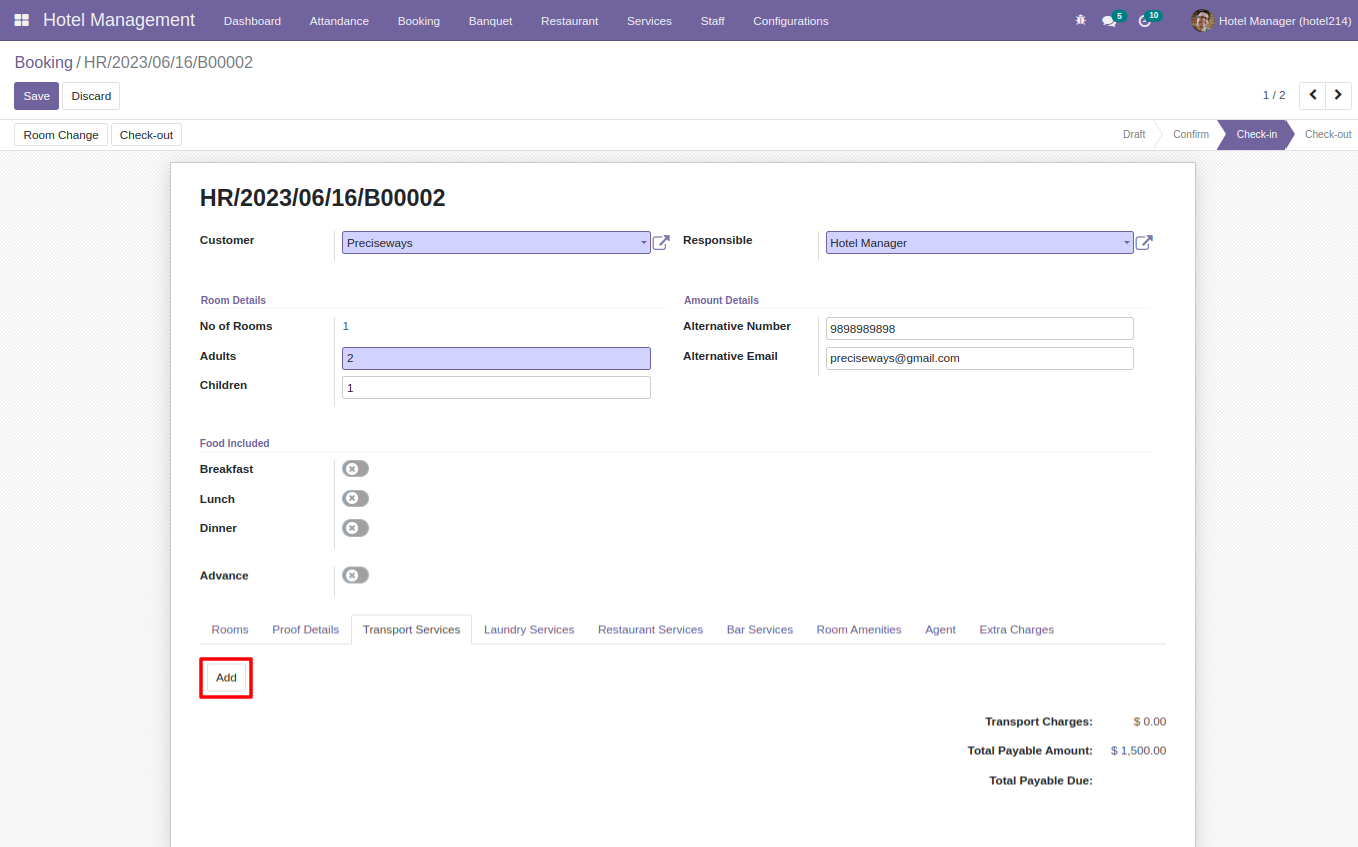 Hotel Management Dashboard Attandance Booking Banquet Restaurant Services Staff Configurations 5 10 Hotel Manager (hotel214)
Booking / HR/2023/06/16/B00002
Save Discard 1 / 2
Room Change Check-out Draft Confirm Check-in Check-out
HR/2023/06/16/B00002
Customer Preciseways Responsible Hotel Manager
Room Details Amount Details
No of Rooms 1 Alternative Number 9898989898
Adults 2 Alternative Email preciseways@gmail.com
Children 1
Food Included
Breakfast
Lunch
Dinner
Advance
Rooms Proof Details Transport Services Laundry Services Restaurant Services Bar Services Room Amenities Agent Extra Charges
Add
Transport Charges: $ 0.00
Total Payable Amount: $ 1,500.00
Total Payable Due: